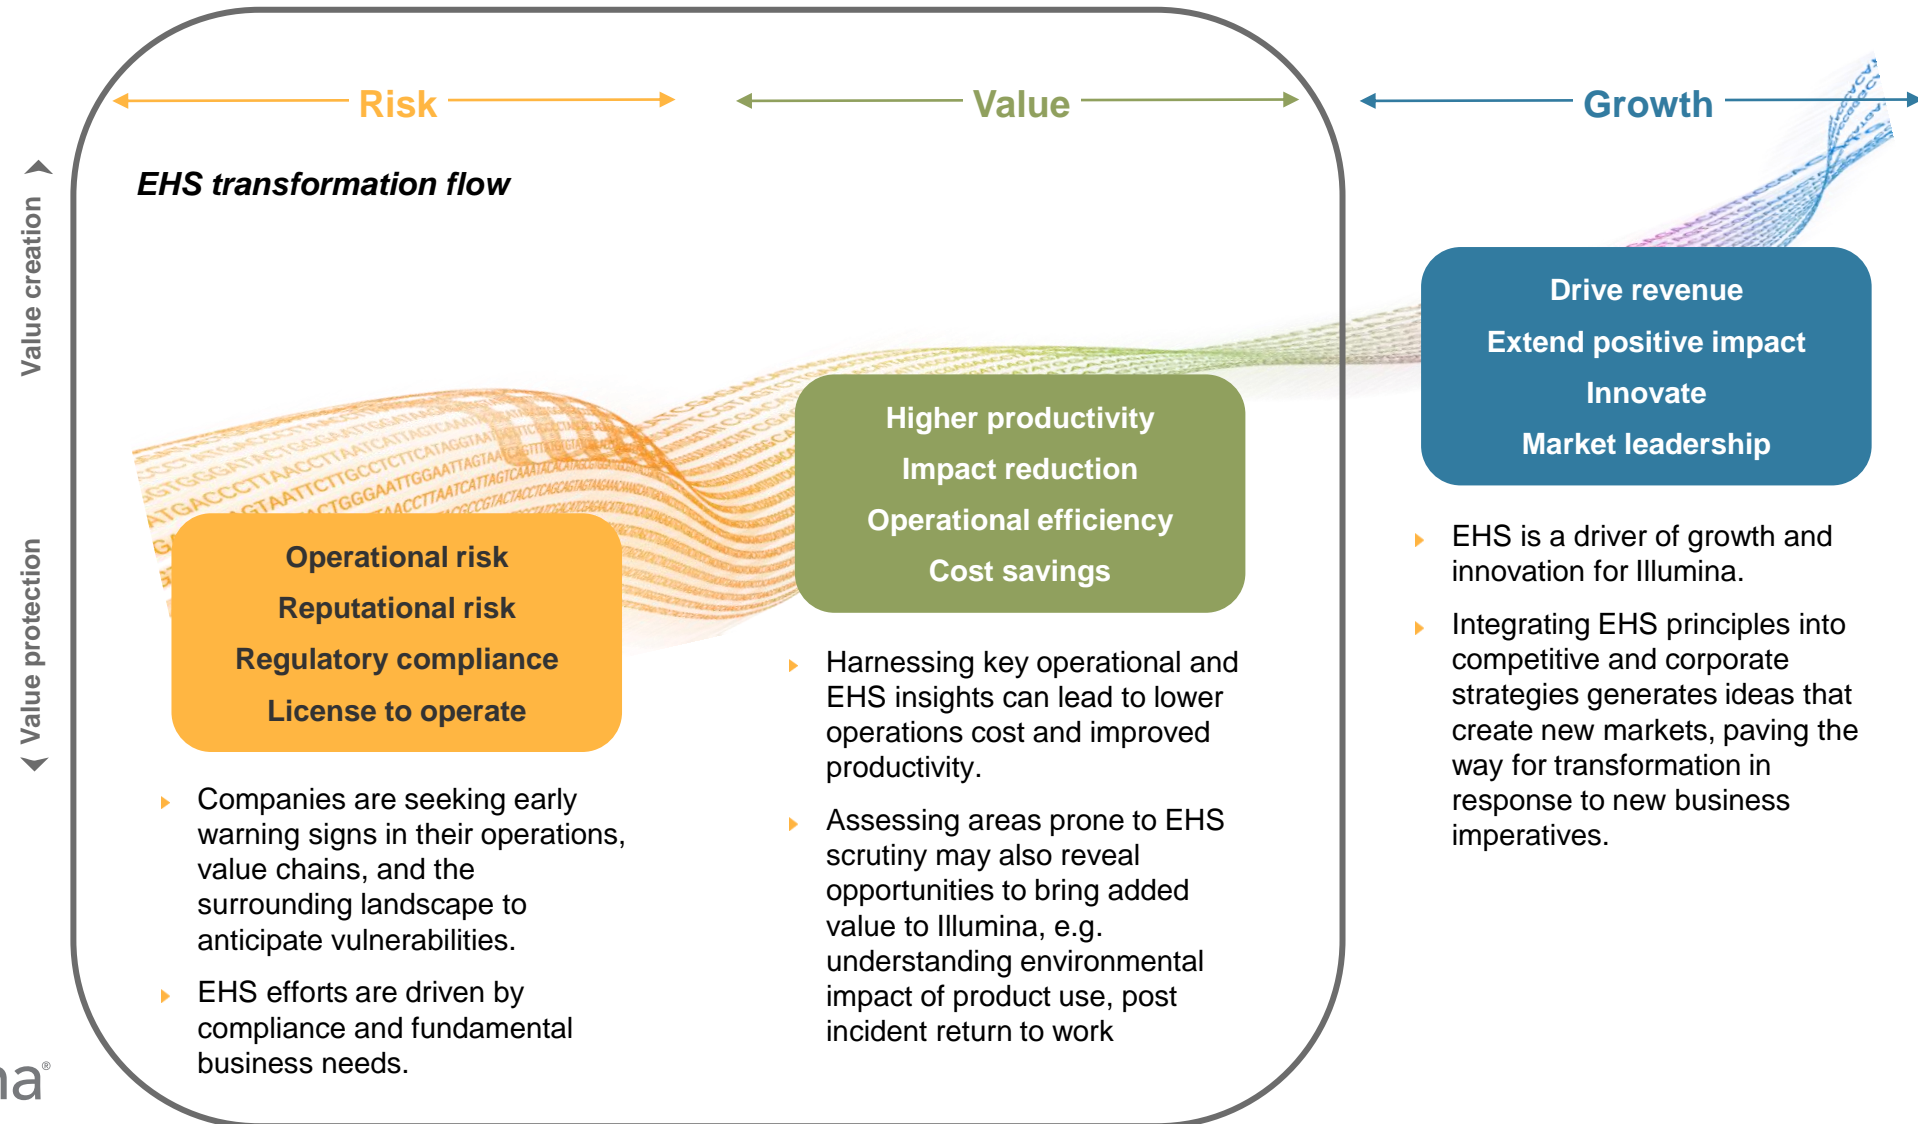 Risk
Value
Growth
EHS transformation flow
Value creation
Value protection
Operational risk
Reputational risk
Regulatory compliance
License to operate
Companies are seeking early
warning signs in their operations,
value chains, and the
surrounding landscape to
anticipate vulnerabilities.
EHS efforts are driven by
compliance and fundamental
business needs.
Higher productivity
Impact reduction
Operational efficiency
Cost savings
Harnessing key operational and
EHS insights can lead to lower
operations cost and improved
productivity.
Assessing areas prone to EHS
scrutiny may also reveal
opportunities to bring added
value to Illumina, e.g.
understanding environmental
impact of product use, post
incident return to work
Drive revenue
Extend positive impact
Innovate
Market leadership
EHS is a driver of growth and
innovation for Illumina.
Integrating EHS principles into
competitive and corporate
strategies generates ideas that
create new markets, paving the
way for transformation in
response to new business
imperatives.